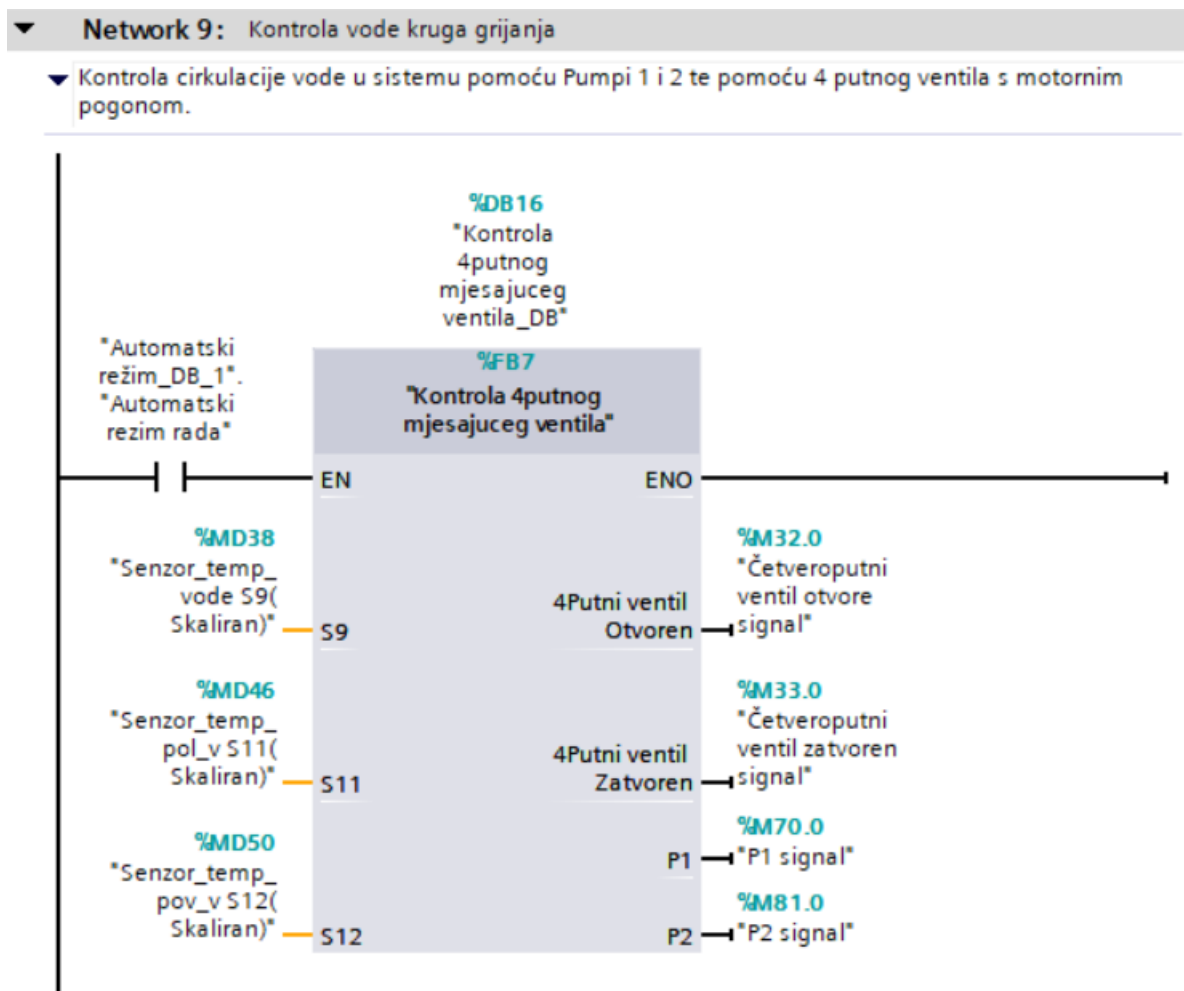 Network 9: Kontrola vode kruga grijanja
Kontrola cirkulacije vode u sistemu pomoću Pumpi 1 i 2 te pomoću 4 putnog ventila s motornim
pogonom.
%DB16
"Kontrola
4putnog
mjesajuceg
ventila_DB"
"Automatski
režim_DB_1".
"Automatski
rezim rada"
%FB7
"Kontrola 4putnog
mjesajuceg ventila"
EN
ENO
%MD38
"Senzor_temp_
vode S9(
Skaliran)"
S9
4Putni ventil
Otvoren
%M32.0
"Četveroputni
ventil otvore
signal"
%MD46
"Senzor_temp_
pol_v S11(
Skaliran)"
S11
4Putni ventil
Zatvoren
%M33.0
"Četveroputni
ventil zatvoren
signal"
P1
%M70.0
"P1 signal"
%MD50
"Senzor_temp_
pov_v S12(
Skaliran)"
S12
P2
%M81.0
"P2 signal"